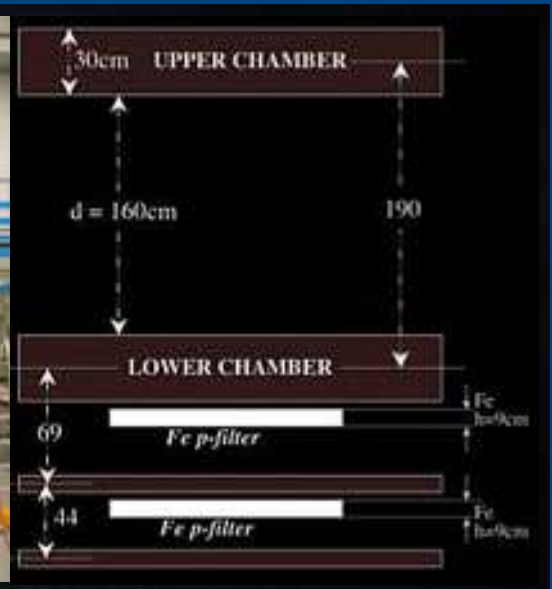 30cm UPPER CHAMBER
d = 160cm
190
LOWER CHAMBER
Fe
h=9cm
69
Fe p-filter
44
Fe
h=9cm
Fe p-filter